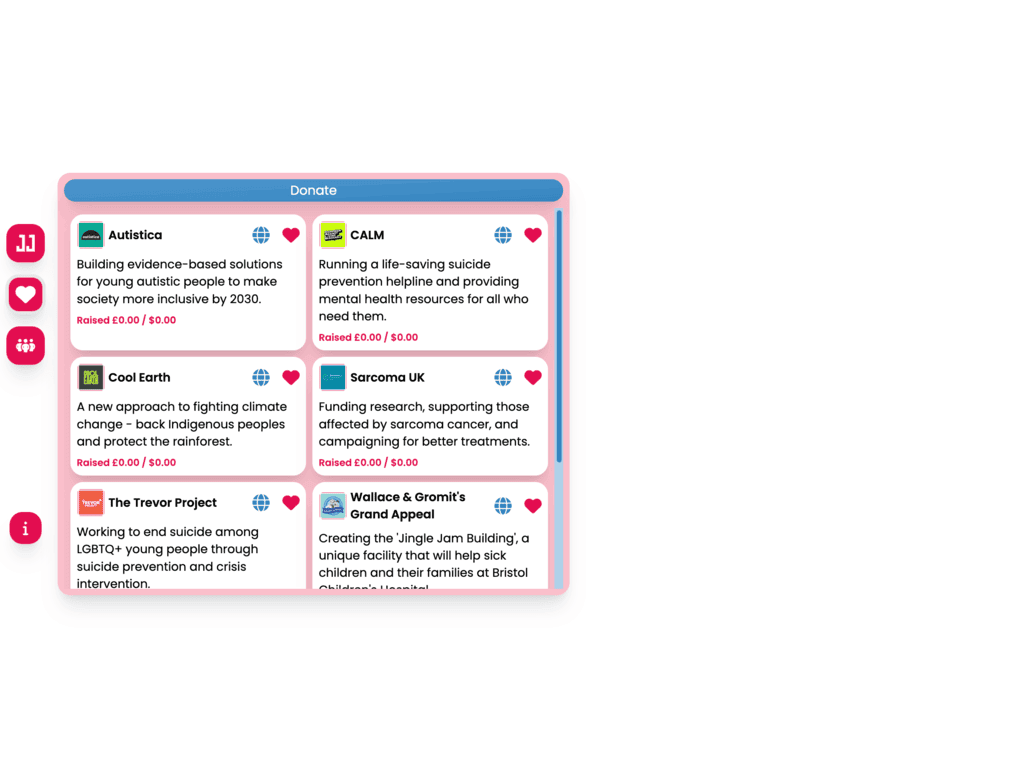 Donate
JJ
Autistica
Building evidence-based solutions
for young autistic people to make
society more inclusive by 2030.
Raised £0.00 / $0.00
CALM
Running a life-saving suicide
prevention helpline and providing
mental health resources for all who
need them.
Raised £0.00 / $0.00
Cool Earth
A new approach to fighting climate
change - back Indigenous peoples
and protect the rainforest.
Raised £0.00 / $0.00
Sarcoma UK
Funding research, supporting those
affected by sarcoma cancer, and
campaigning for better treatments.
Raised £0.00 / $0.00
The Trevor Project
Working to end suicide among
LGBTQ+ young people through
suicide prevention and crisis
intervention.
Wallace & Gromit's
Grand Appeal
Creating the 'Jingle Jam Building', a
unique facility that will help sick
children and their families at Bristol
Children's Hospital
i